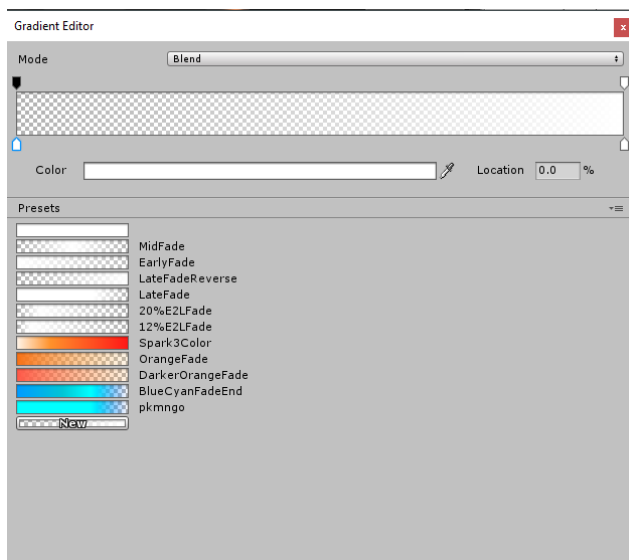 Gradient Editor
x
Mode Blend
Color Location 0.0 %
Presets
MidFade
EarlyFade
LateFadeReverse
LateFade
20%E2LFade
12%E2LFade
Spark3Color
OrangeFade
DarkerOrangeFade
BlueCyanFadeEnd
pkmngo
New